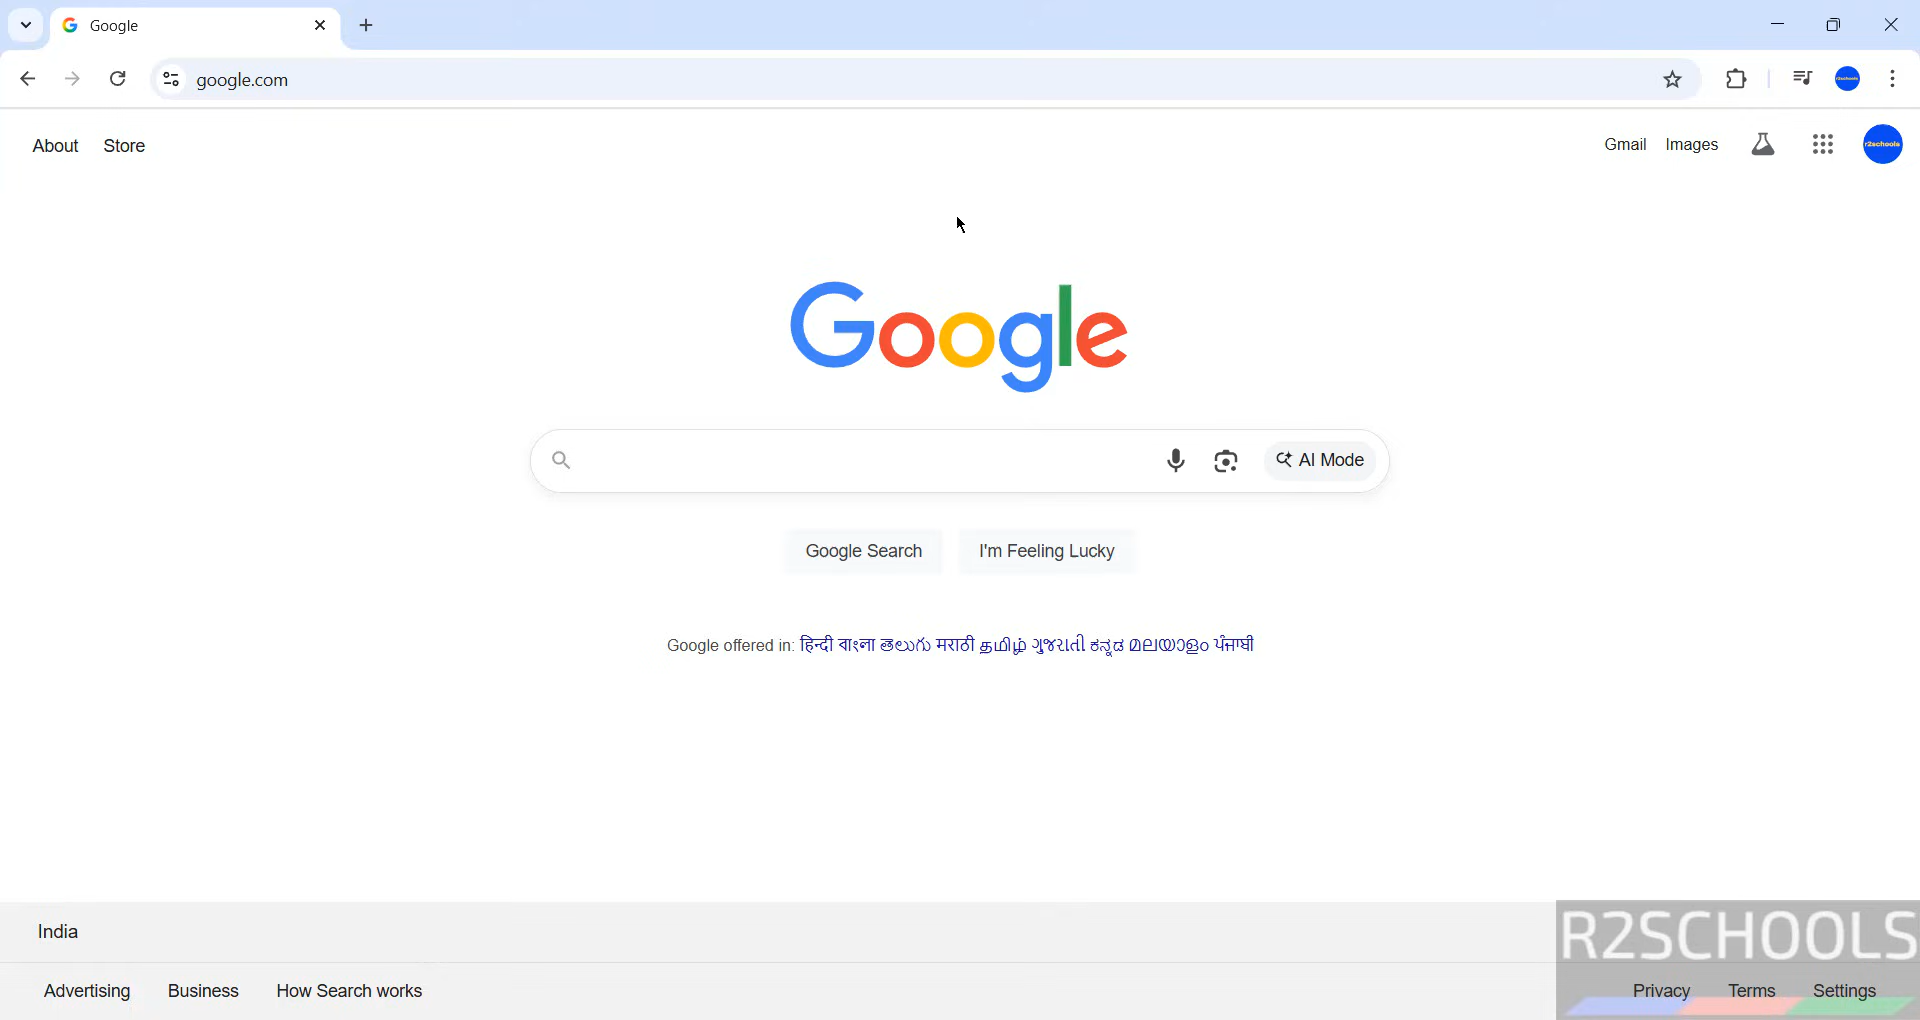 Google
google.com
About Store
Gmail Images
r2schools
Google
AI Mode
Google Search I'm Feeling Lucky
Google offered in: हिन्दी বাংলা తెలుగు मराठी தமிழ் ગુજરાતી ಕನ್ನಡ മലയാളം ਪੰਜਾਬੀ
India
R2SCHOOLS
Advertising Business How Search works
Privacy Terms Settings